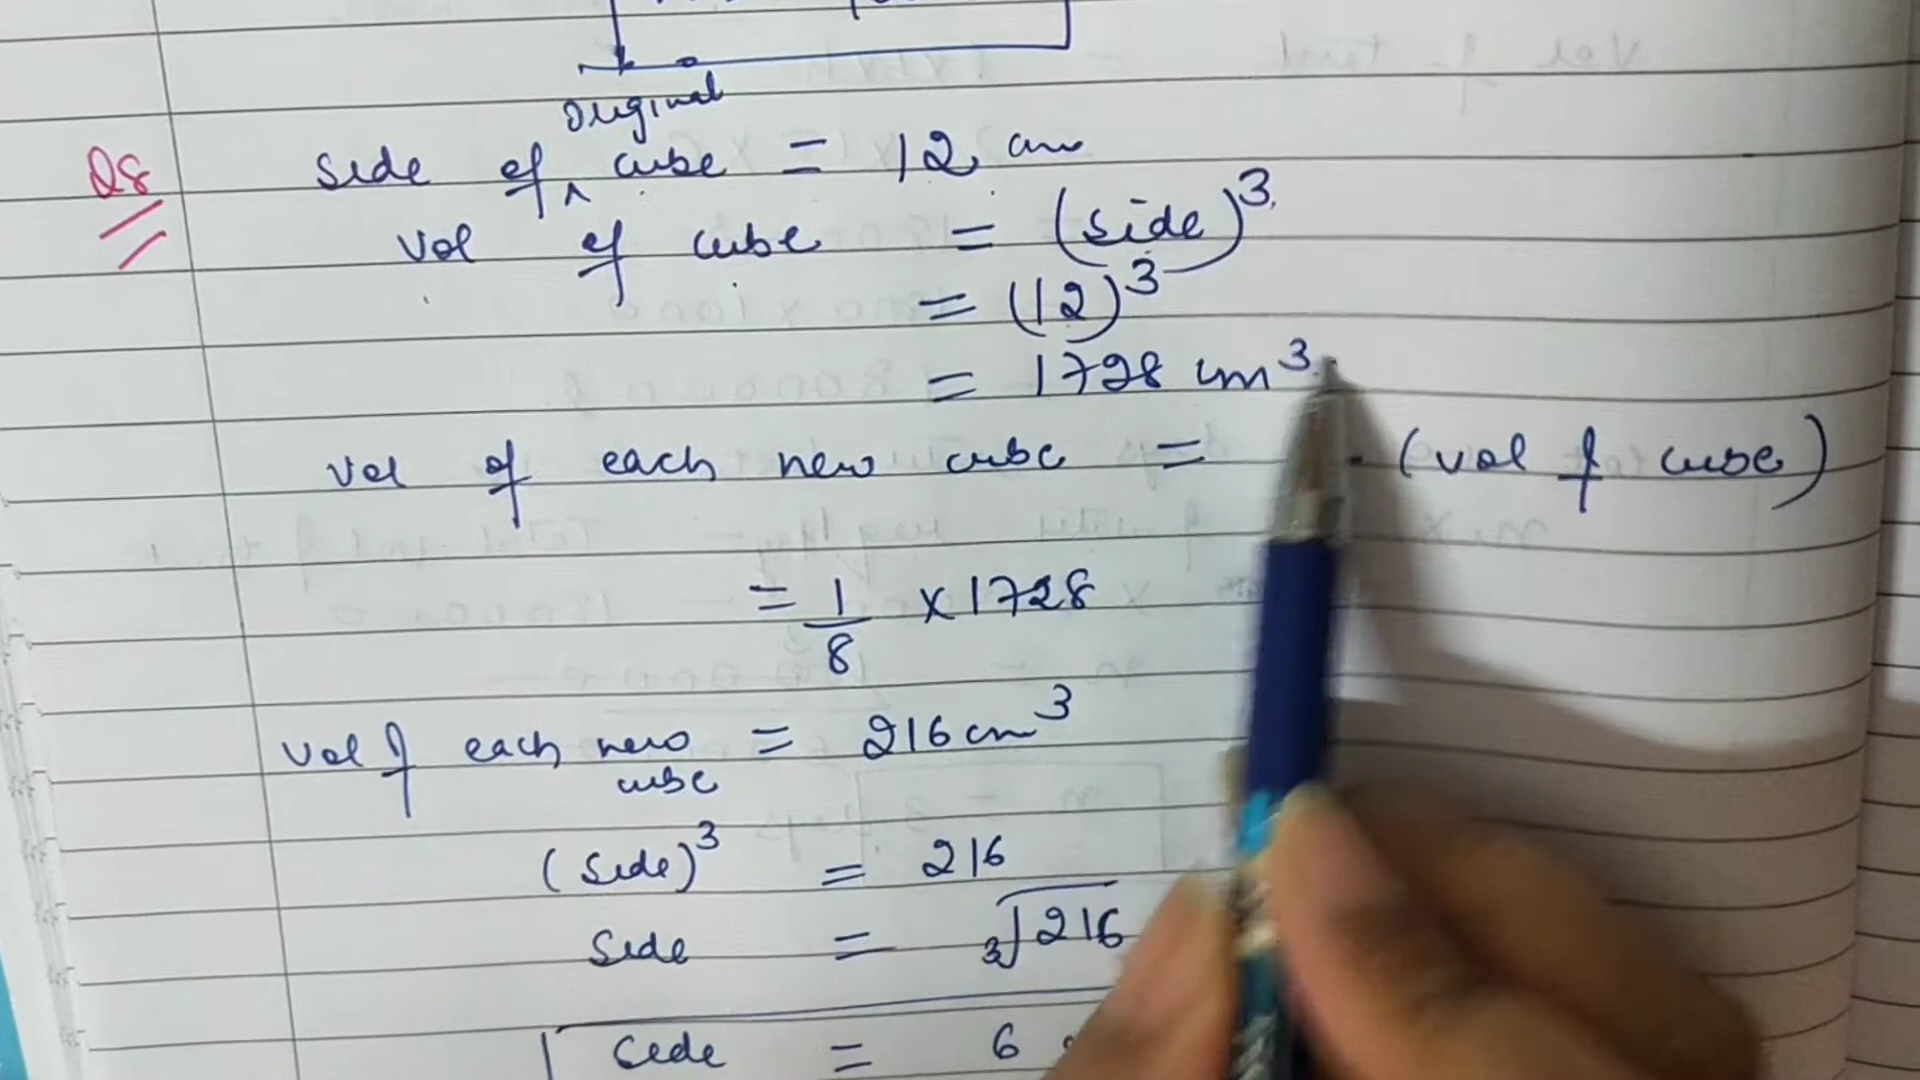 Original
Q8 side of ^ cube = 12 cm
Vol of cube = (side)³
= (12)³
= 1728 cm³
Vol of each new cube = (vol of cube)
= 1/8 × 1728
Vol of each new cube = 216 cm³
(Side)³ = 216
Side = ³√216
Side = 6